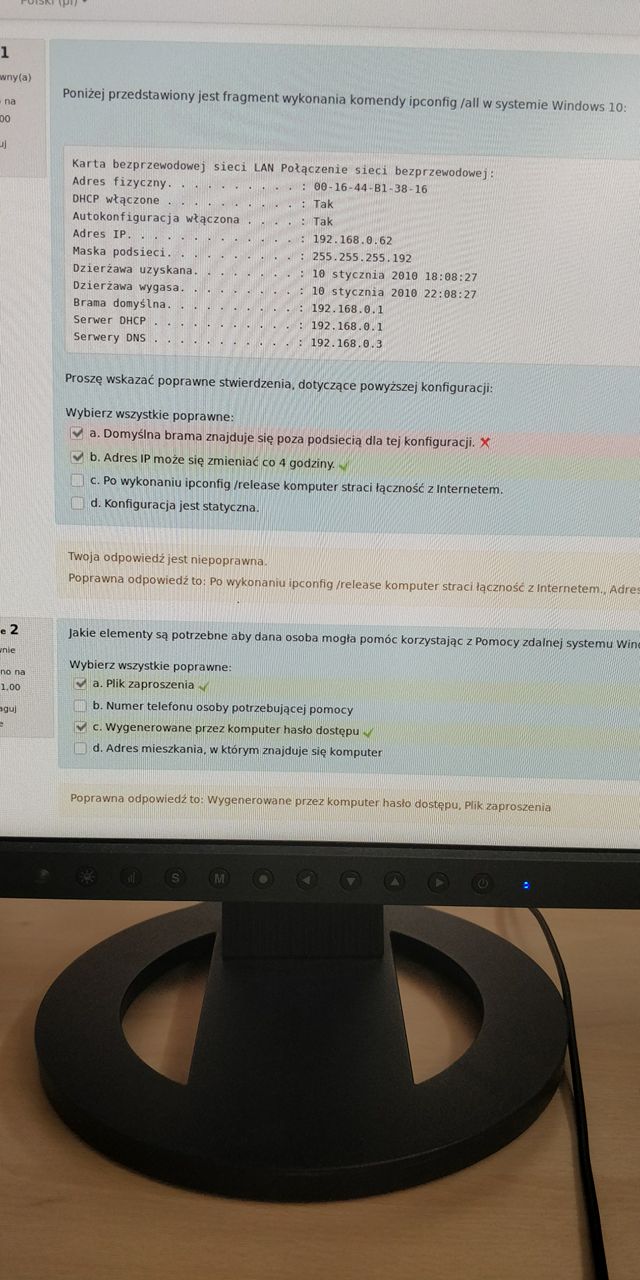 Polski (pl)
1
wny(a)
na
00
uj
Poniżej przedstawiony jest fragment wykonania komendy ipconfig /all w systemie Windows 10:
Karta bezprzewodowej sieci LAN Połączenie sieci bezprzewodowej:
Adres fizyczny. . . . . . . . . . : 00-16-44-B1-38-16
DHCP włączone . . . . . . . . . . : Tak
Autokonfiguracja włączona . . . . : Tak
Adres IP. . . . . . . . . . . . . : 192.168.0.62
Maska podsieci. . . . . . . . . . : 255.255.255.192
Dzierżawa uzyskana. . . . . . . . : 10 stycznia 2010 18:08:27
Dzierżawa wygasa. . . . . . . . . : 10 stycznia 2010 22:08:27
Brama domyślna. . . . . . . . . . : 192.168.0.1
Serwer DHCP . . . . . . . . . . . : 192.168.0.1
Serwery DNS . . . . . . . . . . . : 192.168.0.3
Proszę wskazać poprawne stwierdzenia, dotyczące powyższej konfiguracji:
Wybierz wszystkie poprawne:
a. Domyślna brama znajduje się poza podsiecią dla tej konfiguracji.
b. Adres IP może się zmieniać co 4 godziny.
c. Po wykonaniu ipconfig /release komputer straci łączność z Internetem.
d. Konfiguracja jest statyczna.
Twoja odpowiedź jest niepoprawna.
Poprawna odpowiedź to: Po wykonaniu ipconfig /release komputer straci łączność z Internetem., Adres
e 2
wnie
no na
1,00
aguj
e
Jakie elementy są potrzebne aby dana osoba mogła pomóc korzystając z Pomocy zdalnej systemu Win
Wybierz wszystkie poprawne:
a. Plik zaproszenia
b. Numer telefonu osoby potrzebującej pomocy
c. Wygenerowane przez komputer hasło dostępu
d. Adres mieszkania, w którym znajduje się komputer
Poprawna odpowiedź to: Wygenerowane przez komputer hasło dostępu, Plik zaproszenia
S M